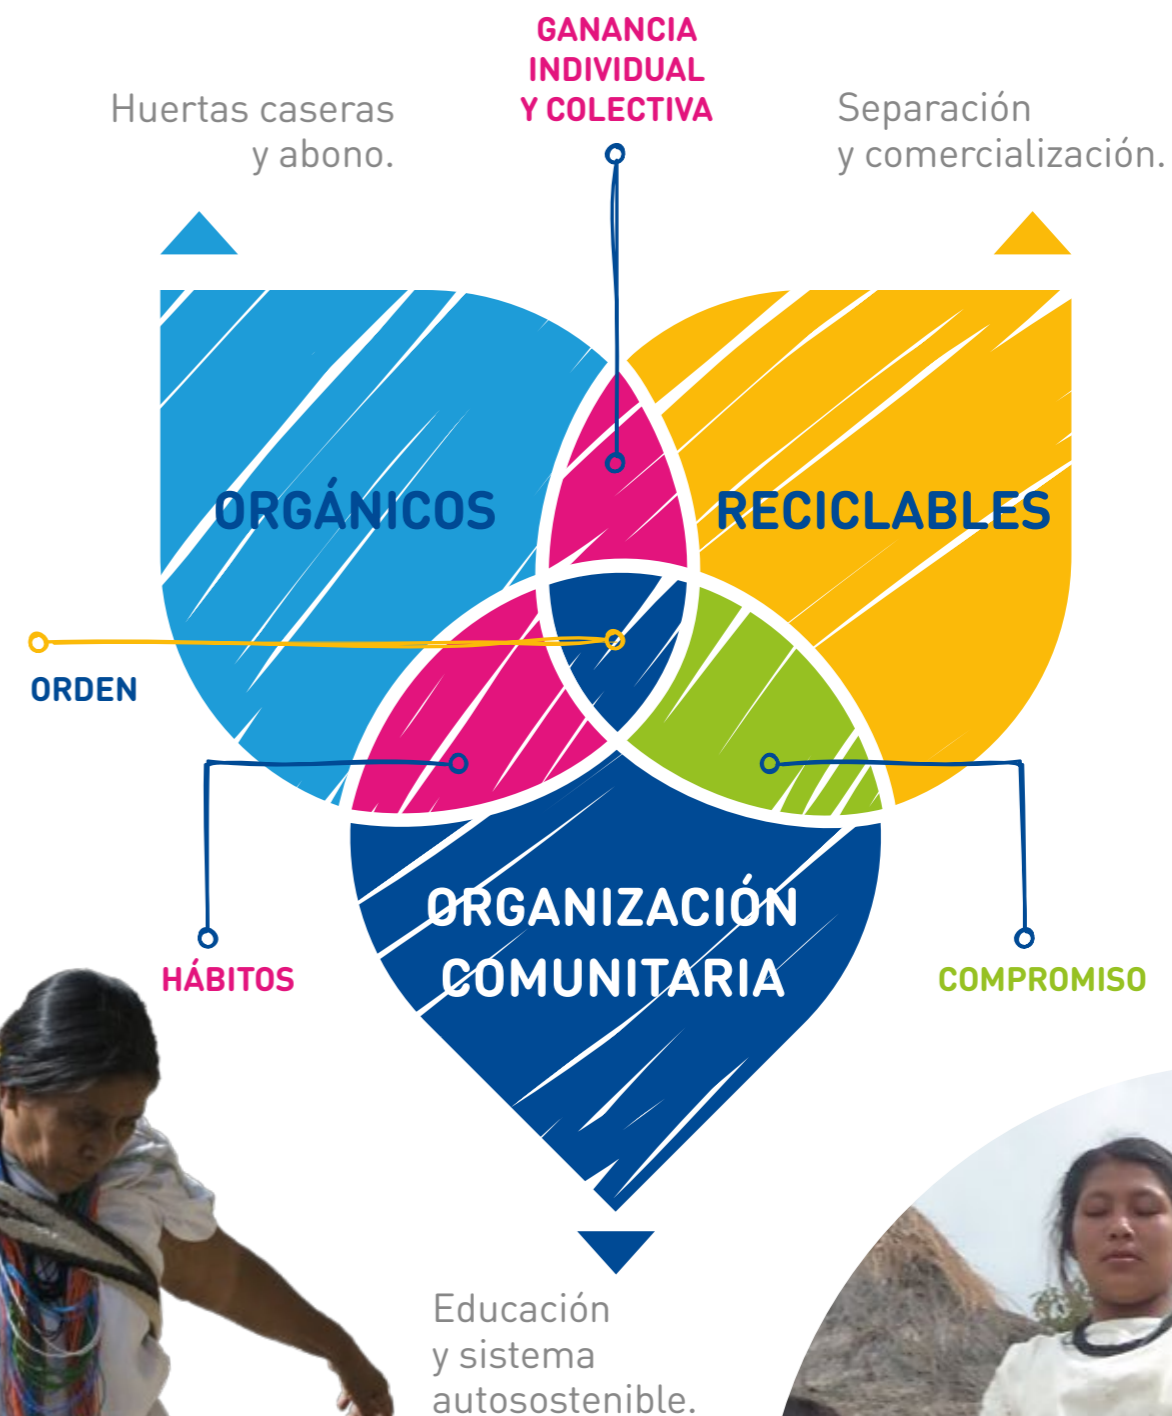 GANANCIA
INDIVIDUAL
Y COLECTIVA
Huertas caseras
y abono.
Separación
y comercialización.
ORGÁNICOS
RECICLABLES
ORDEN
ORGANIZACIÓN
COMUNITARIA
HÁBITOS
COMPROMISO
Educación
y sistema
autosostenible.